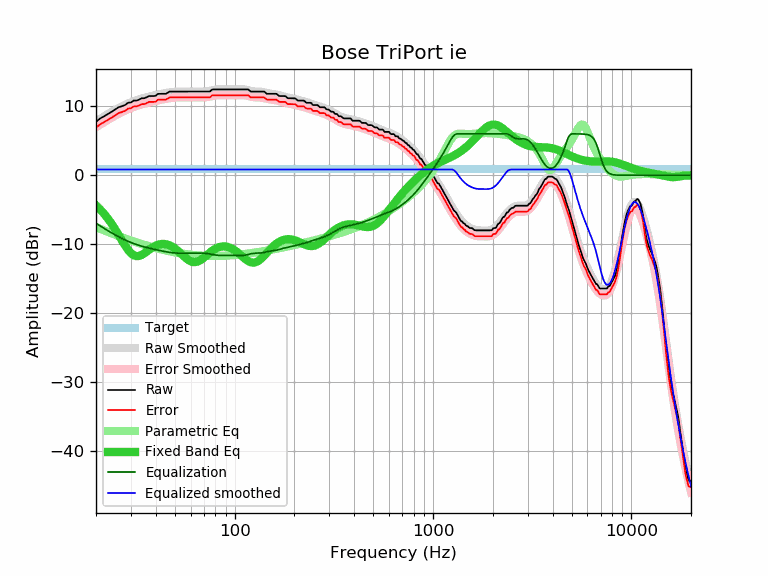 Bose TriPort ie
Amplitude (dBr)
10
0
−10
−20
−30
−40
Target
Raw Smoothed
Error Smoothed
Raw
Error
Parametric Eq
Fixed Band Eq
Equalization
Equalized smoothed
100
1000
10000
Frequency (Hz)